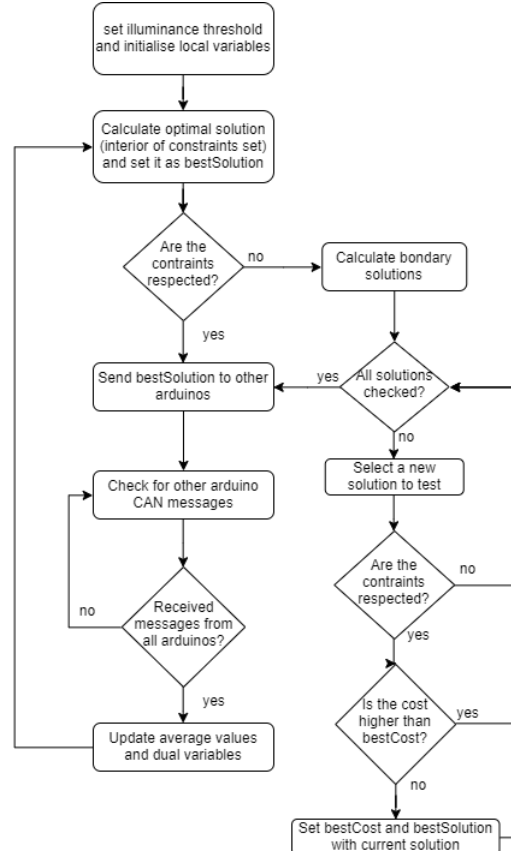 set illuminance threshold
and initialise local variables
Calculate optimal solution
(interior of constraints set)
and set it as bestSolution
Are the
contraints
respected?
no
yes
Calculate bondary
solutions
Send bestSolution to other
arduinos
yes
All solutions
checked?
no
Check for other arduino
CAN messages
Select a new
solution to test
Received
messages from
all arduinos?
no
yes
Are the
contraints
respected?
no
yes
Update average values
and dual variables
Is the cost
higher than
bestCost?
yes
no
Set bestCost and bestSolution
with current solution